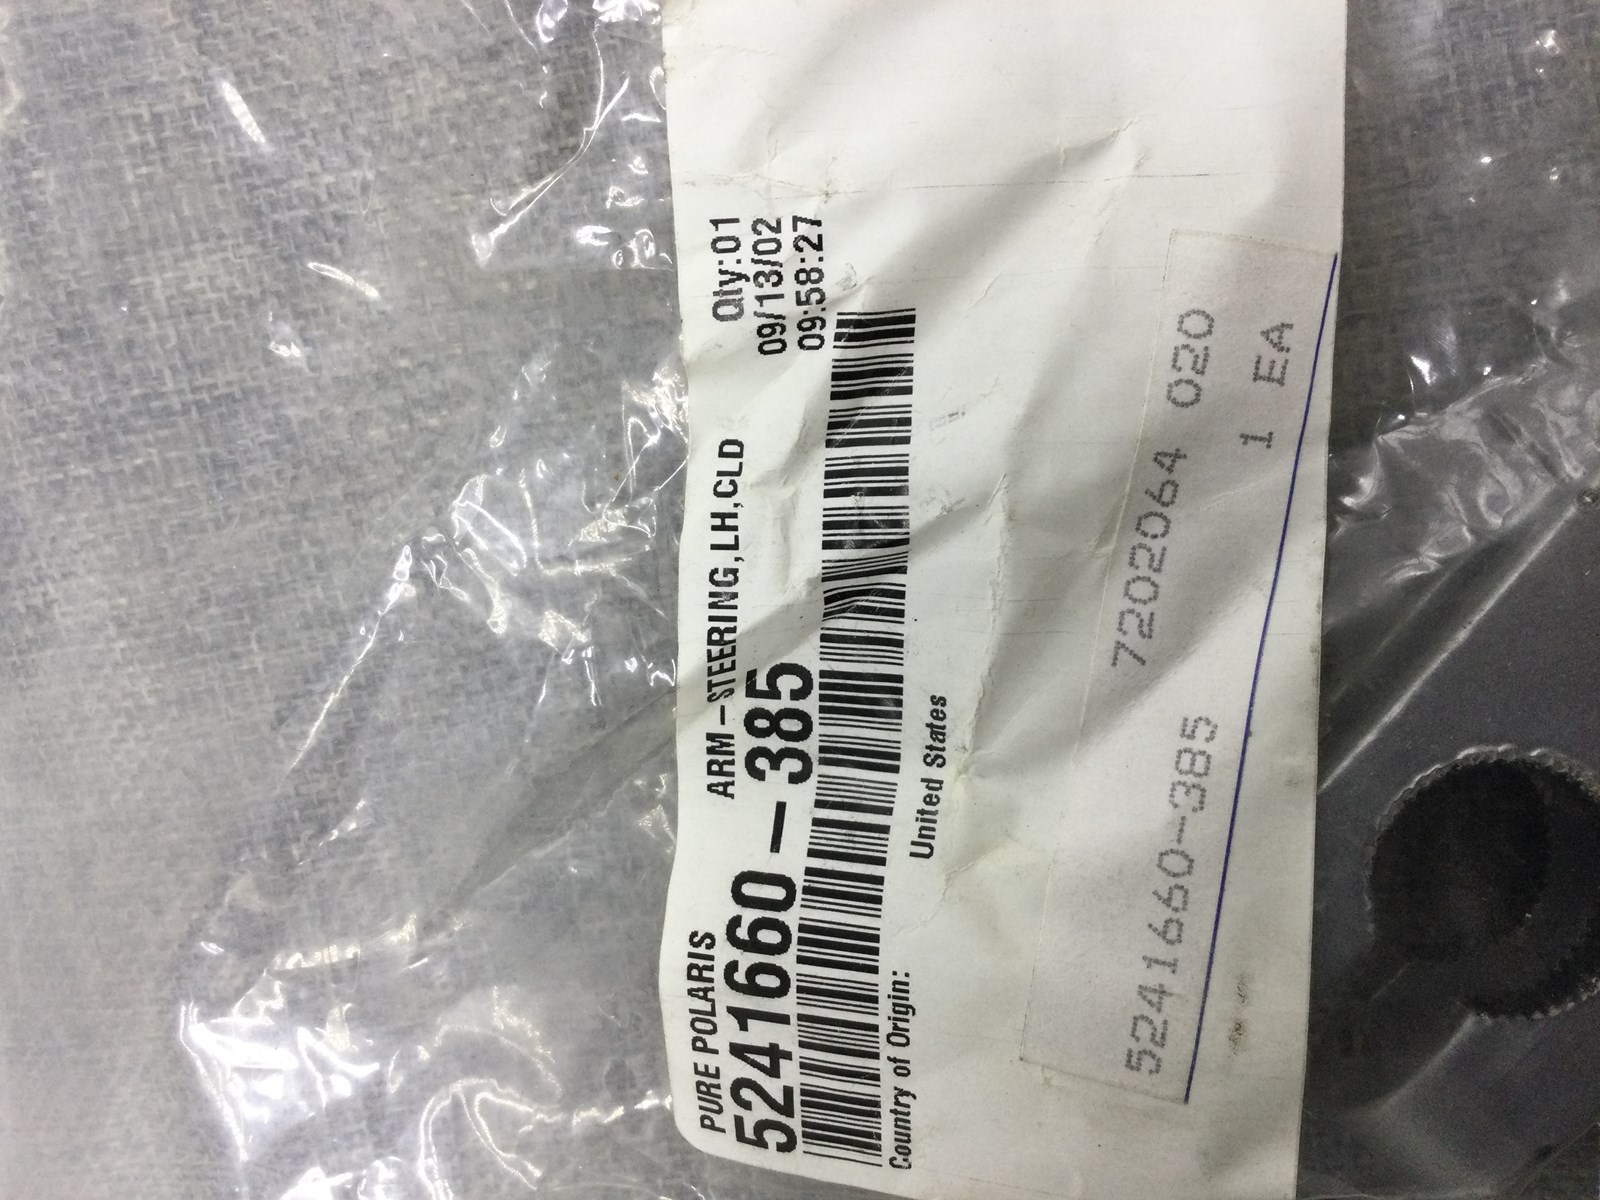 PURE POLARIS
ARM-STEERING,LH,CLD
Qty:01
5241660-385
09/13/02
09:58:27
Country of Origin:
United States
5241660-385 7202064 020
1 EA